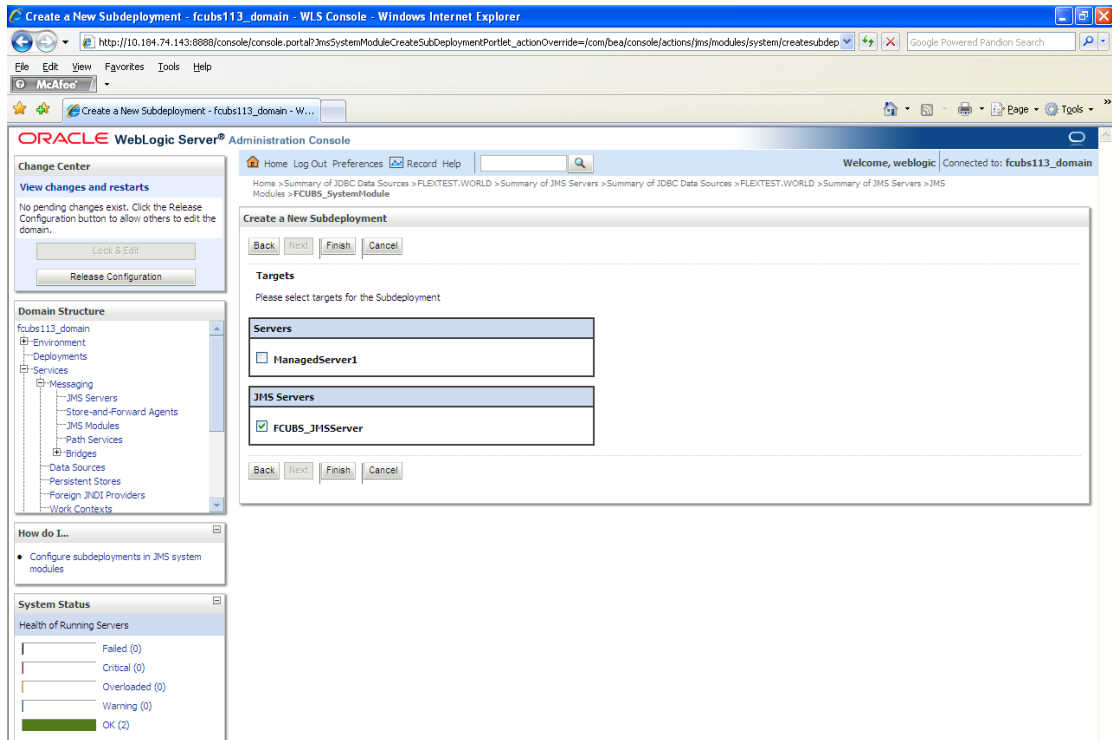 Create a New Subdeployment - fcubs113_domain - WLS Console - Windows Internet Explorer
http://10.184.74.143:8888/console/console.portal?JmsSystemModuleCreateSubDeploymentPortlet_actionOverride=/com/bea/console/actions/jms/modules/system/createsubdep
Google Powered Pandion Search
File Edit View Favorites Tools Help
McAfee
Create a New Subdeployment - fcubs113_domain - W...
Page Tools
ORACLE WebLogic Server® Administration Console
Change Center
View changes and restarts
No pending changes exist. Click the Release
Configuration button to allow others to edit the
domain.
Lock & Edit
Release Configuration
Domain Structure
fcubs113_domain
Environment
Deployments
Services
Messaging
JMS Servers
Store-and-Forward Agents
JMS Modules
Path Services
Bridges
Data Sources
Persistent Stores
Foreign JNDI Providers
Work Contexts
How do I...
Configure subdeployments in JMS system
modules
System Status
Health of Running Servers
Failed (0)
Critical (0)
Overloaded (0)
Warning (0)
OK (2)
Home Log Out Preferences Record Help
Welcome, weblogic Connected to: fcubs113_domain
Home >Summary of JDBC Data Sources >FLEXTEST.WORLD >Summary of JMS Servers >Summary of JDBC Data Sources >FLEXTEST.WORLD >Summary of JMS Servers >JMS
Modules >FCUBS_SystemModule
Create a New Subdeployment
Back Next Finish Cancel
Targets
Please select targets for the Subdeployment
Servers
ManagedServer1
JMS Servers
FCUBS_JMSServer
Back Next Finish Cancel